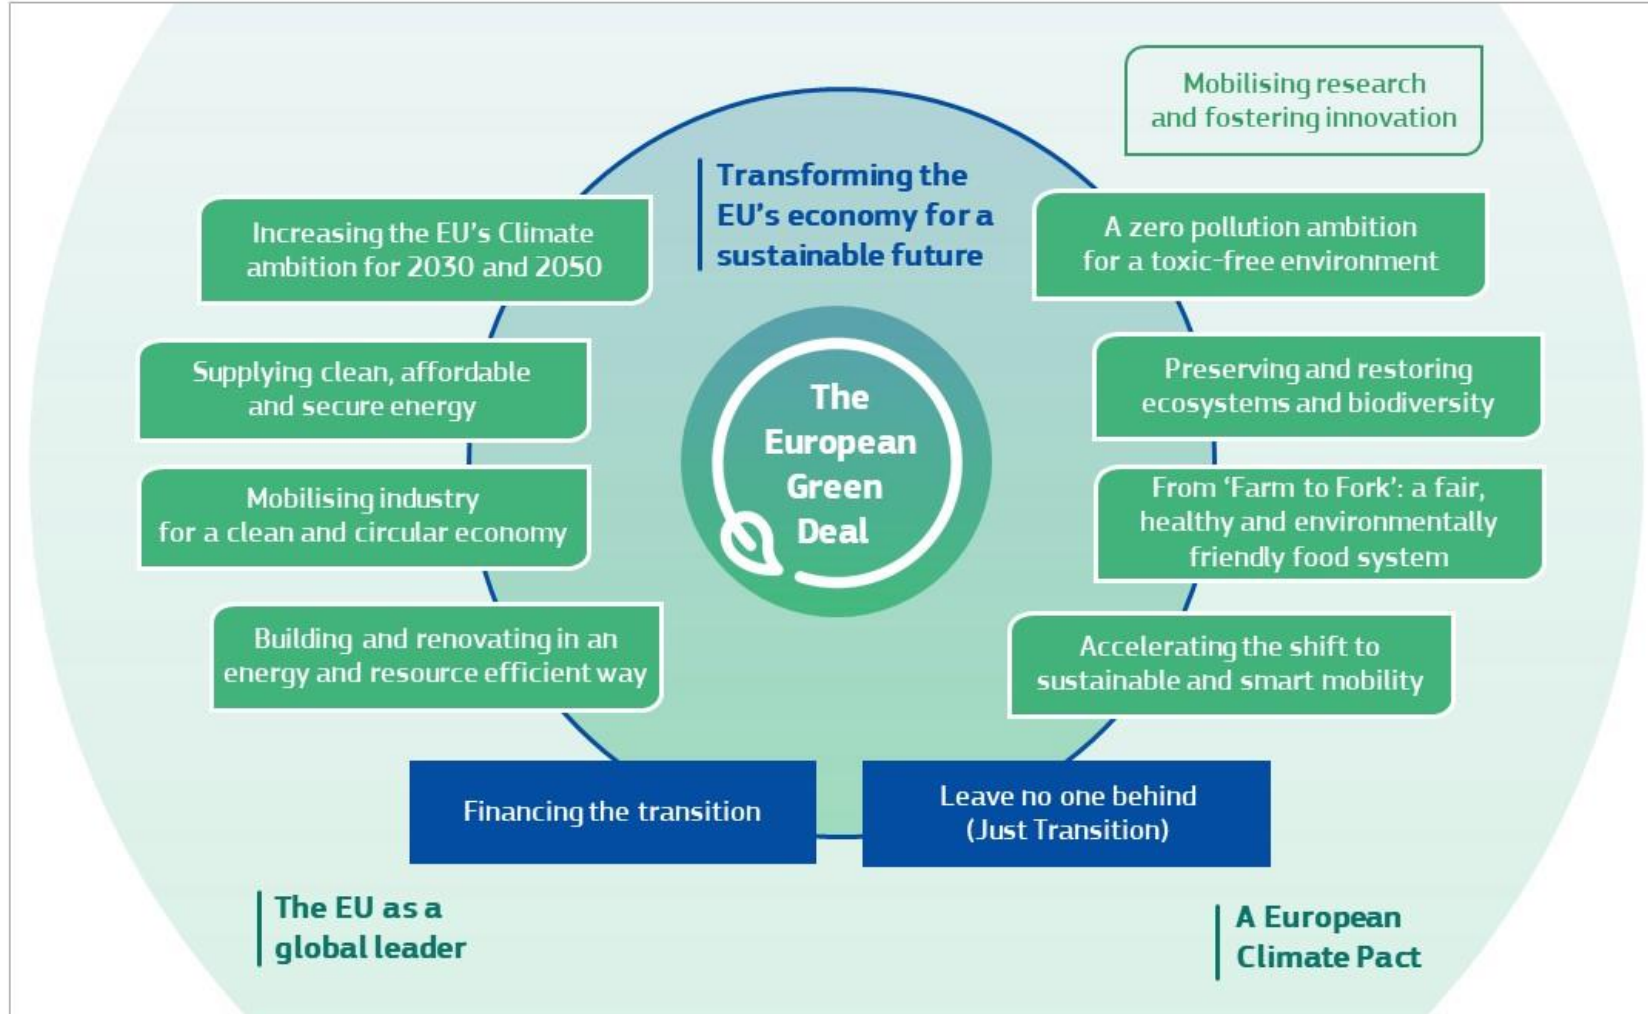 Mobilising research
and fostering innovation
Transforming the
EU's economy for a
sustainable future
Increasing the EU's Climate
ambition for 2030 and 2050
A zero pollution ambition
for a toxic-free environment
Supplying clean, affordable
and secure energy
The
European
Green
Deal
Preserving and restoring
ecosystems and biodiversity
Mobilising industry
for a clean and circular economy
From ‘Farm to Fork’: a fair,
healthy and environmentally
friendly food system
Building and renovating in an
energy and resource efficient way
Accelerating the shift to
sustainable and smart mobility
Financing the transition
Leave no one behind
(Just Transition)
The EU as a
global leader
A European
Climate Pact